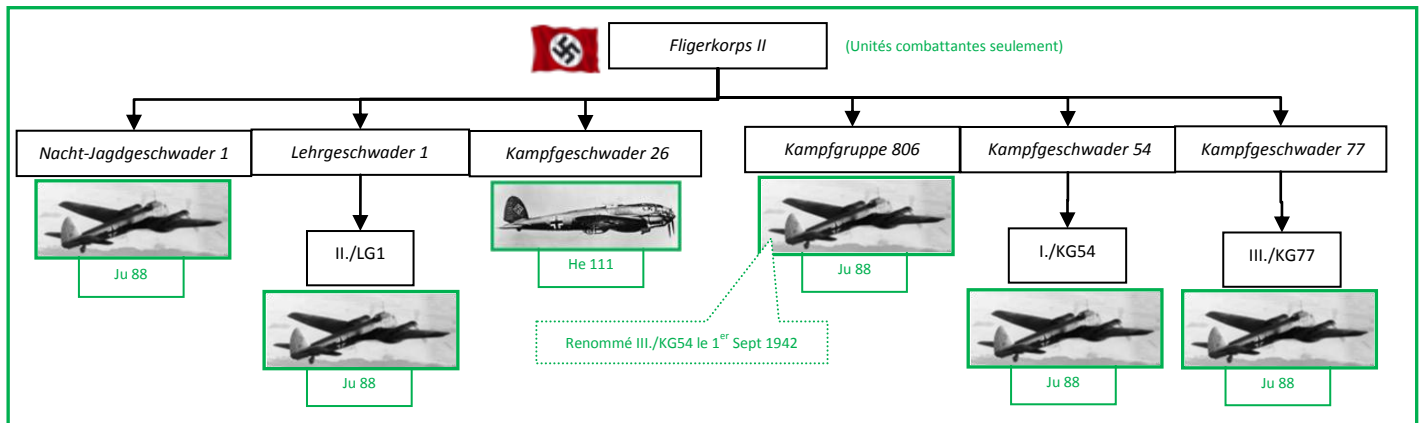 Fligerkorps II
(Unités combattantes seulement)
Nacht-Jagdgeschwader 1
Lehrgeschwader 1
Kampfgeschwader 26
Kampfgruppe 806
Kampfgeschwader 54
Kampfgeschwader 77
Ju 88
II./LG1
Ju 88
He 111
Ju 88
Renommé III./KG54 le 1er Sept 1942
I./KG54
Ju 88
III./KG77
Ju 88